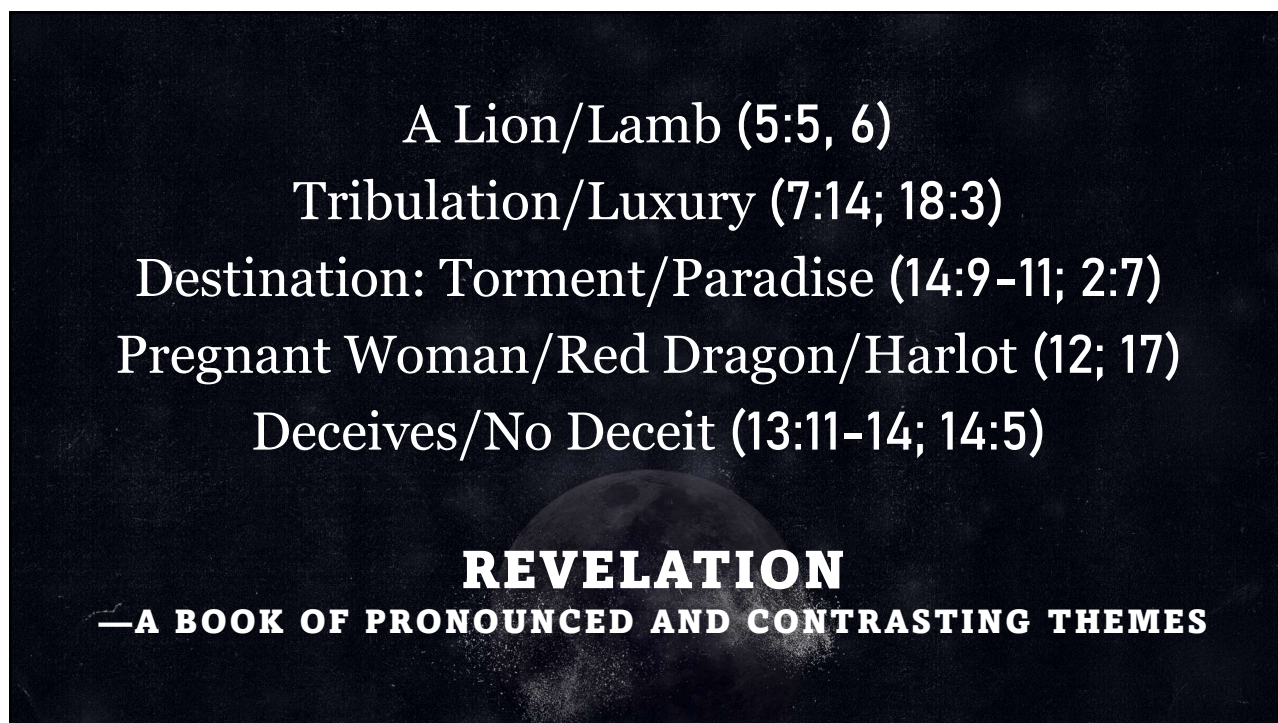 A Lion/Lamb (5:5, 6)
Tribulation/Luxury (7:14; 18:3)
Destination: Torment/Paradise (14:9–11; 2:7)
Pregnant Woman/Red Dragon/Harlot (12; 17)
Deceives/No Deceit (13:11–14; 14:5)
REVELATION
—A BOOK OF PRONOUNCED AND CONTRASTING THEMES